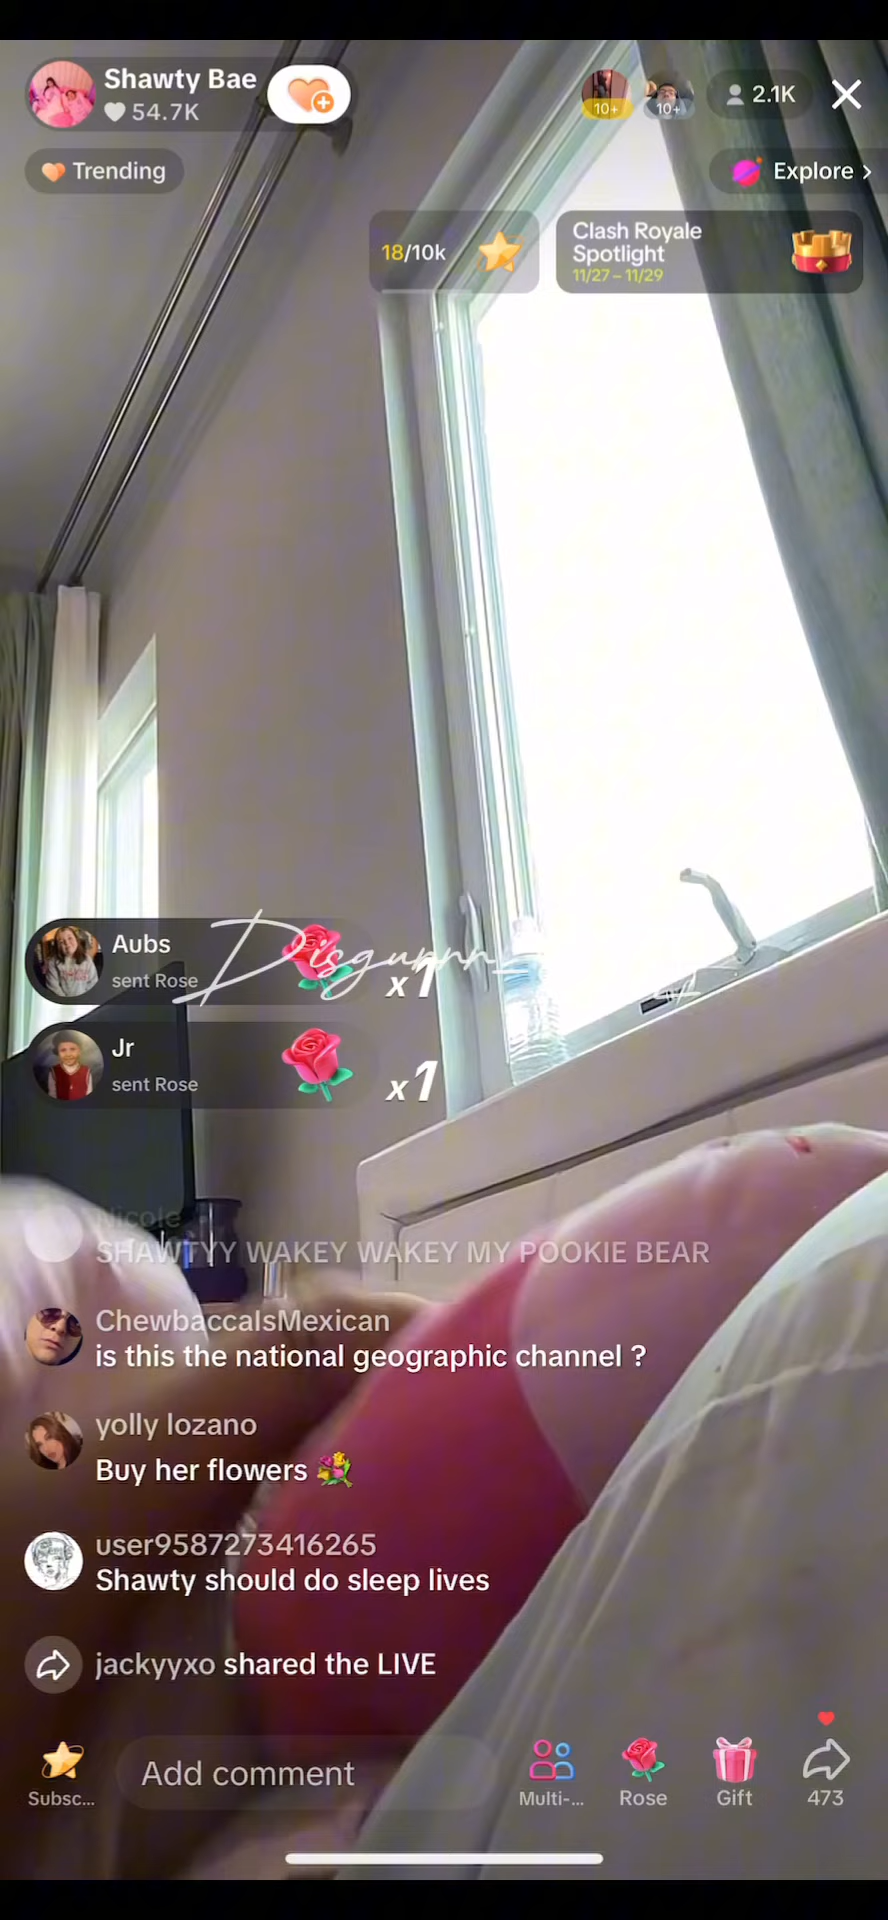 Shawty Bae
54.7K
10+
10+
2.1K
Trending
Explore
18/10k
Clash Royale
Spotlight
11/27 – 11/29
Aubs
sent Rose
x1
Jr
sent Rose
x1
Nicole
SHAWTYY WAKEY WAKEY MY POOKIE BEAR
ChewbaccaIsMexican
is this the national geographic channel ?
yolly lozano
Buy her flowers 💐
user9587273416265
Shawty should do sleep lives
jackyyxo shared the LIVE
Subsc...
Add comment
Multi-...
Rose
Gift
473